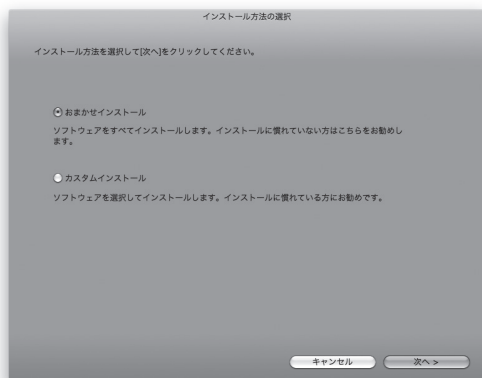 インストール方法の選択
インストール方法を選択して[次へ]をクリックしてください。
おまかせインストール
ソフトウェアをすべてインストールします。インストールに慣れていない方はこちらをお勧めし
ます。
カスタムインストール
ソフトウェアを選択してインストールします。インストールに慣れている方にお勧めです。
キャンセル
次へ >